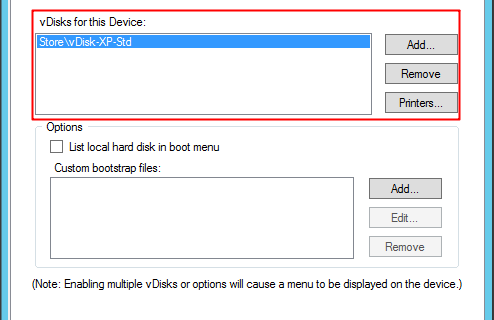 vDisks for this Device:
Store\vDisk-XP-Std
Add...
Remove
Printers...
Options
List local hard disk in boot menu
Custom bootstrap files:
Add...
Edit...
Remove
(Note: Enabling multiple vDisks or options will cause a menu to be displayed on the device.)